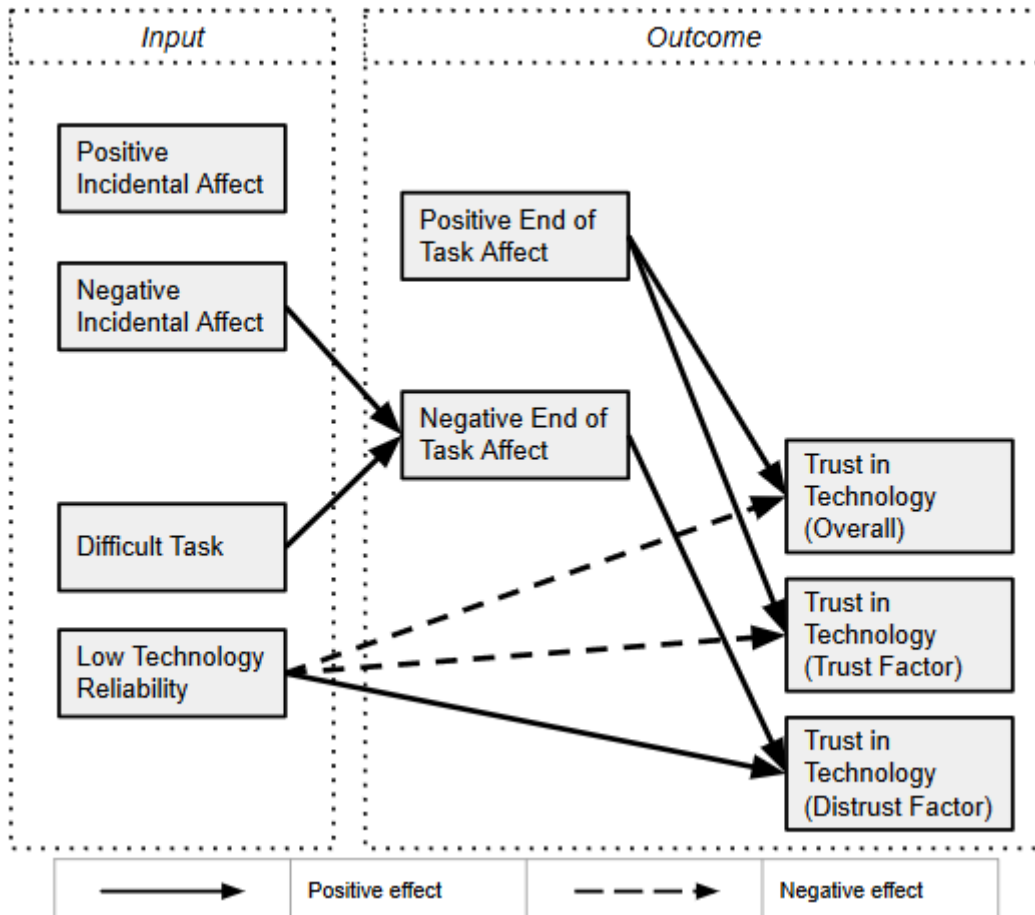 Input
Outcome
Positive
Incidental Affect
Negative
Incidental Affect
Difficult Task
Low Technology
Reliability
Positive End of
Task Affect
Negative End of
Task Affect
Trust in
Technology
(Overall)
Trust in
Technology
(Trust Factor)
Trust in
Technology
(Distrust Factor)
Positive effect
Negative effect